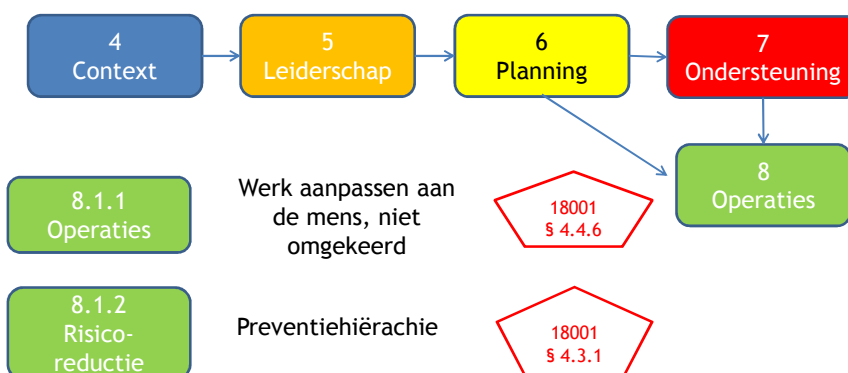 4
Context
5
Leiderschap
6
Planning
7
Ondersteuning
8
Operaties
8.1.1
Operaties
Werk aanpassen aan
de mens, niet
omgekeerd
18001
§ 4.4.6
8.1.2
Risico-
reductie
Preventiehiërachie
18001
§ 4.3.1